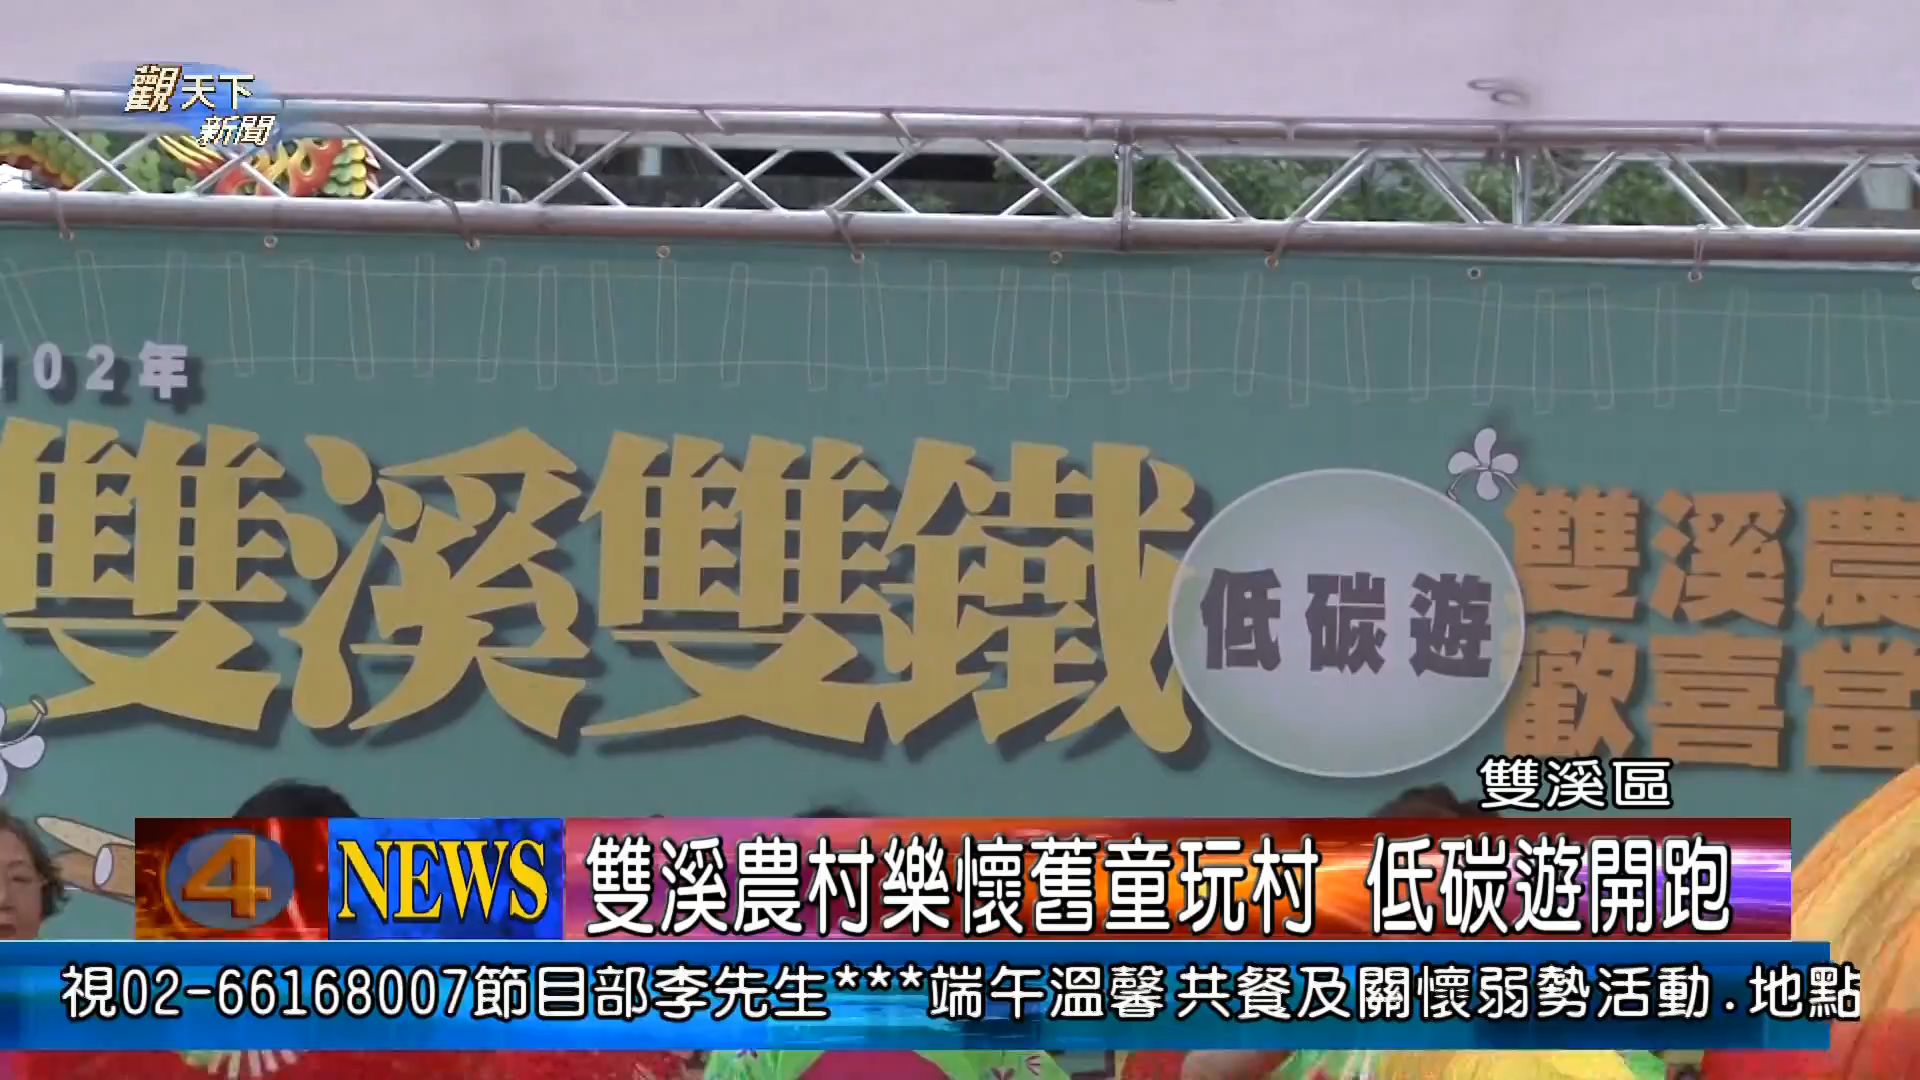 觀天下
新聞
102年
雙溪雙鐵
低碳遊
雙溪農
歡喜當
雙溪區
4 NEWS 雙溪農村樂懷舊童玩村 低碳遊開跑
視02-66168007節目部李先生***端午溫馨共餐及關懷弱勢活動.地點